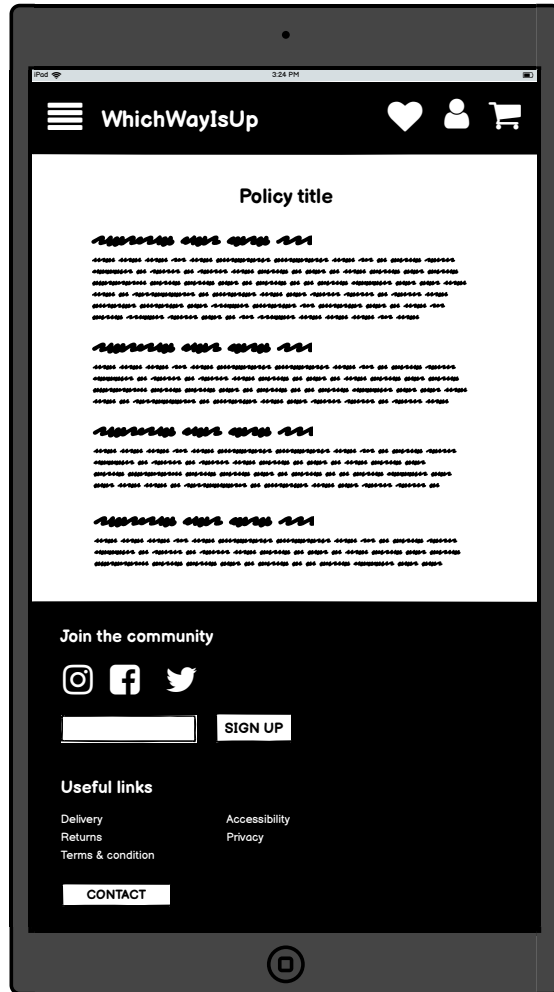 iPad
3:24 PM
WhichWayIsUp
Policy title
Join the community
SIGN UP
Useful links
Delivery
Accessibility
Returns
Privacy
Terms & condition
CONTACT